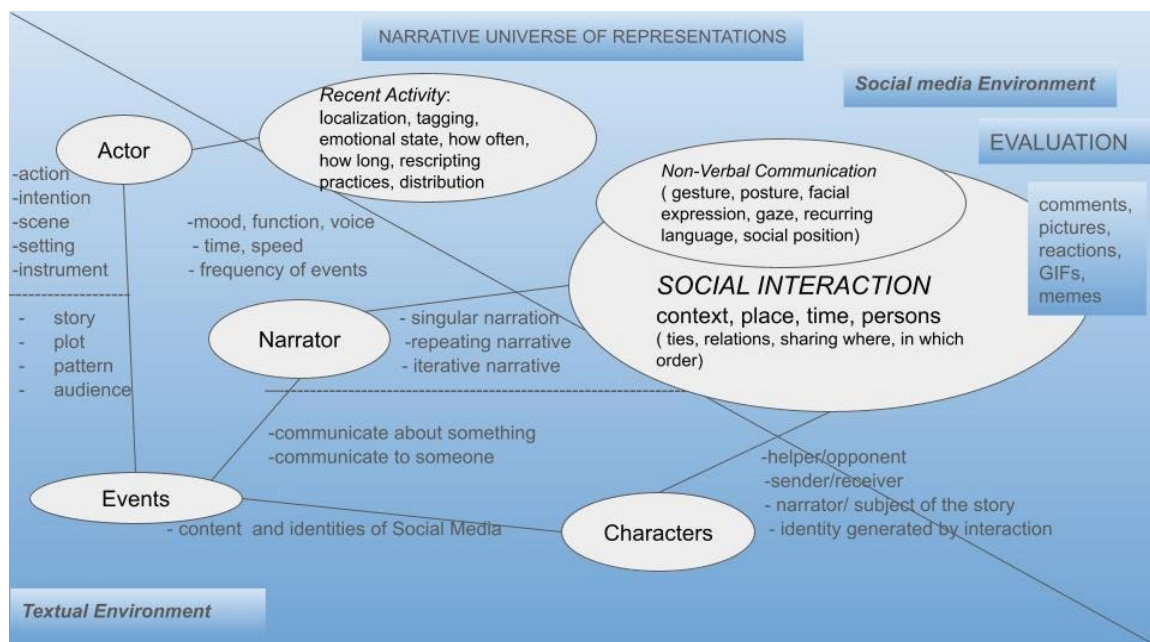 NARRATIVE UNIVERSE OF REPRESENTATIONS
Social media Environment
EVALUATION
comments,
pictures,
reactions,
GIFs,
memes
Recent Activity:
localization, tagging,
emotional state, how often,
how long, rescripting
practices, distribution
Actor
-action
-intention
-scene
-setting
-instrument
- story
- plot
- pattern
- audience
-mood, function, voice
- time, speed
- frequency of events
Non-Verbal Communication
( gesture, posture, facial
expression, gaze, recurring
language, social position)
SOCIAL INTERACTION
context, place, time, persons
( ties, relations, sharing where, in which
order)
Narrator
- singular narration
-repeating narrative
- iterative narrative
-communicate about something
-communicate to someone
Events
- content and identities of Social Media
Characters
-helper/opponent
-sender/receiver
- narrator/ subject of the story
- identity generated by interaction
Textual Environment